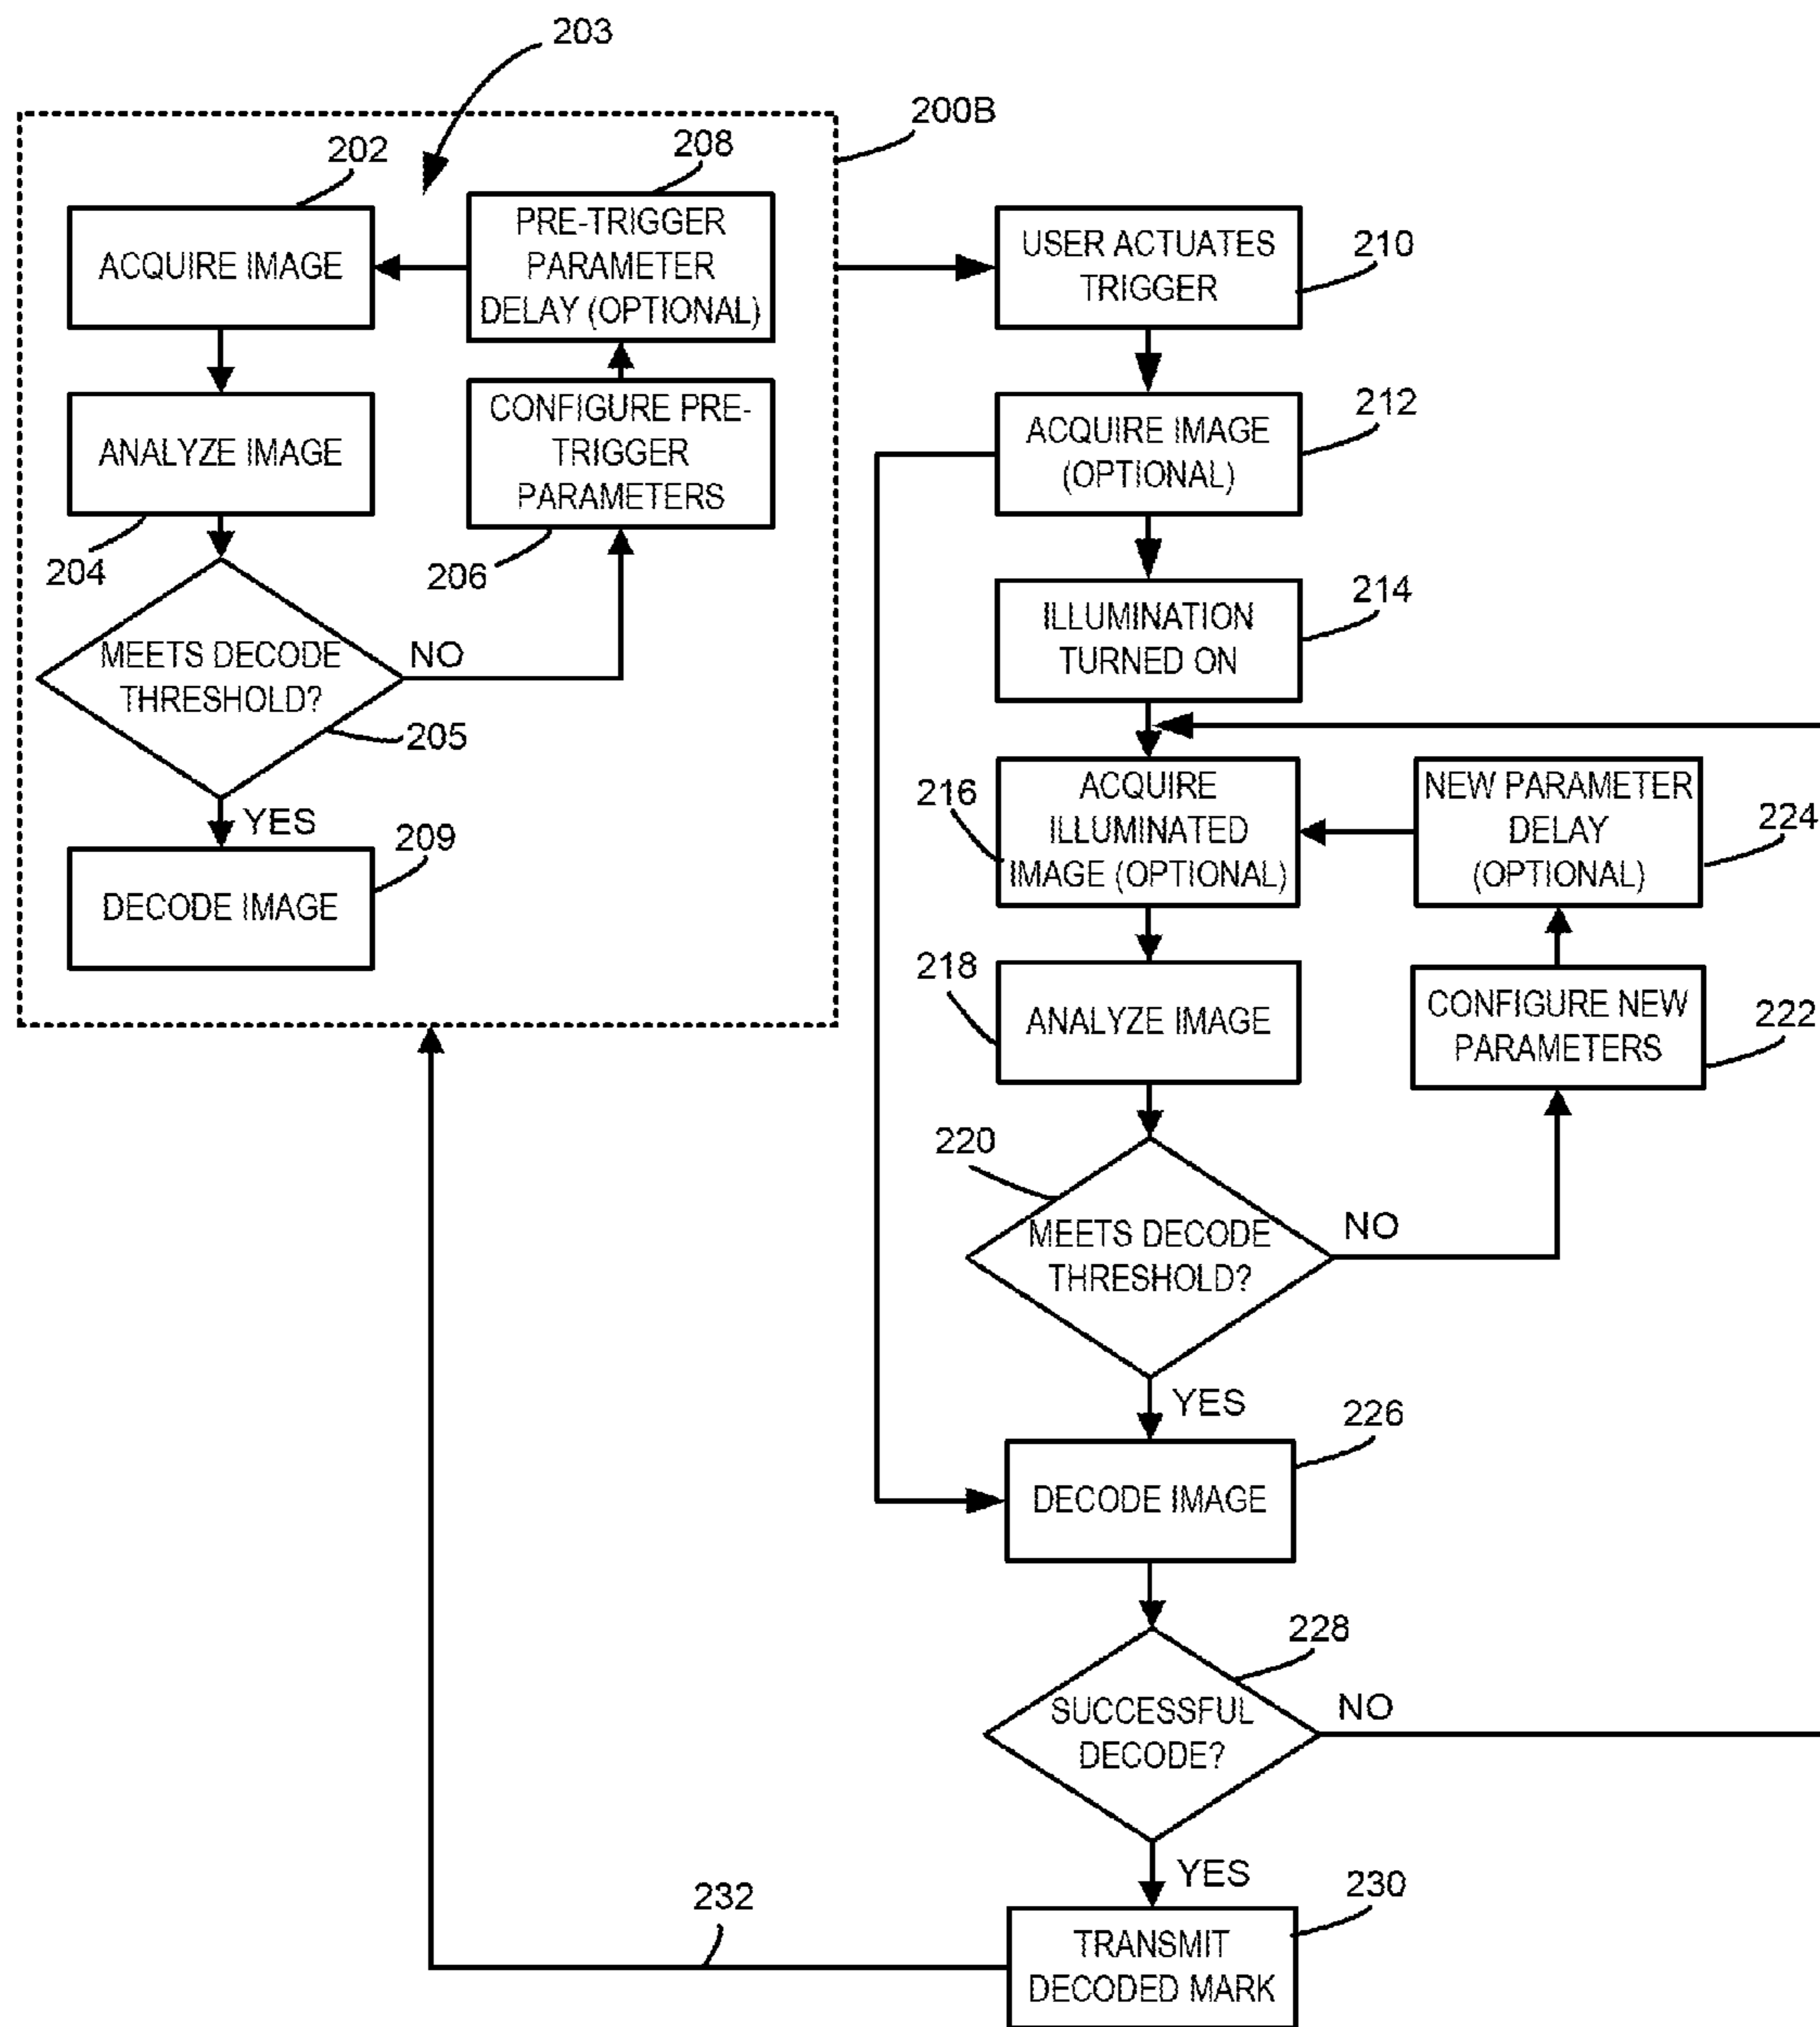 203
200B
202
208
ACQUIRE IMAGE
PRE-TRIGGER
PARAMETER
DELAY (OPTIONAL)
ANALYZE IMAGE
204
CONFIGURE PRE-
TRIGGER
PARAMETERS
206
MEETS DECODE
THRESHOLD?
NO
205
YES
209
DECODE IMAGE
USER ACTUATES
TRIGGER
210
ACQUIRE IMAGE
(OPTIONAL)
212
ILLUMINATION
TURNED ON
214
216
ACQUIRE
ILLUMINATED
IMAGE (OPTIONAL)
NEW PARAMETER
DELAY
(OPTIONAL)
224
218
ANALYZE IMAGE
CONFIGURE NEW
PARAMETERS
222
220
MEETS DECODE
THRESHOLD?
NO
YES
226
DECODE IMAGE
228
SUCCESSFUL
DECODE?
NO
YES
230
232
TRANSMIT
DECODED MARK